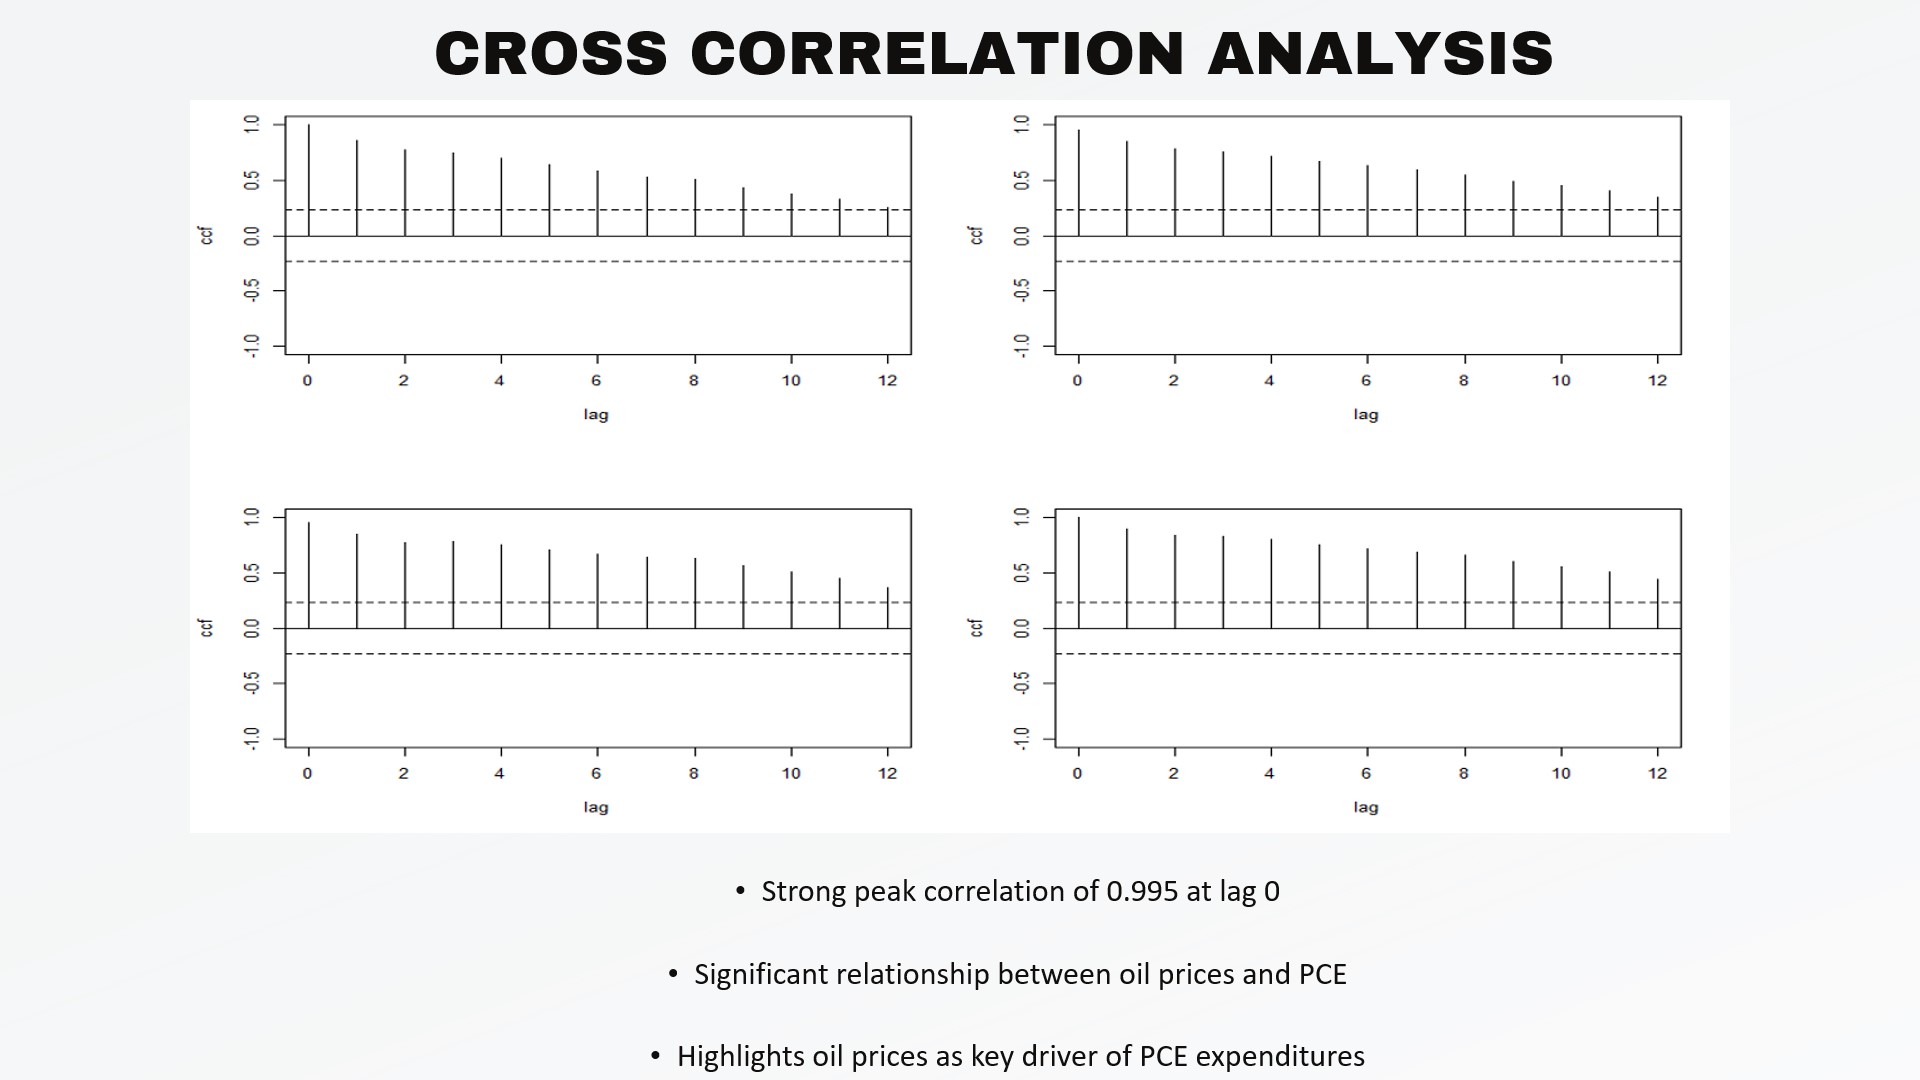 CROSS CORRELATION ANALYSIS
1.0
0.5
ccf
0.0
-0.5
-1.0
0 2 4 6 8 10 12
lag
1.0
0.5
ccf
0.0
-0.5
-1.0
0 2 4 6 8 10 12
lag
1.0
0.5
ccf
0.0
-0.5
-1.0
0 2 4 6 8 10 12
lag
1.0
0.5
ccf
0.0
-0.5
-1.0
0 2 4 6 8 10 12
lag
• Strong peak correlation of 0.995 at lag 0
• Significant relationship between oil prices and PCE
• Highlights oil prices as key driver of PCE expenditures